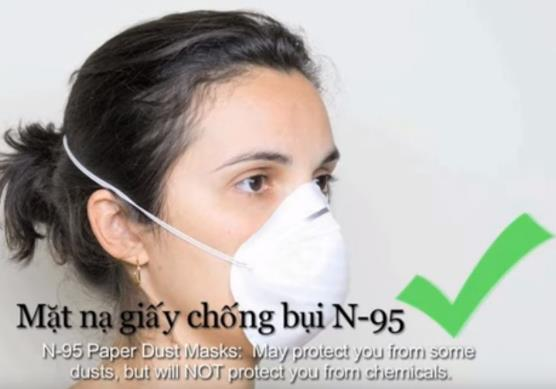 Mặt nạ giấy chống bụi N-95
N-95 Paper Dust Masks: May protect you from some
dusts, but will NOT protect you from chemicals.